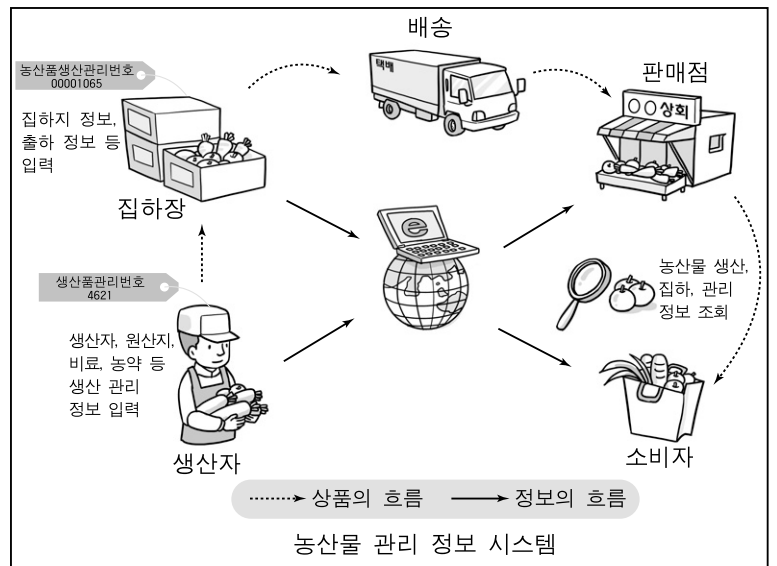 배송
농산품생산관리번호
00001065
택배
판매점
○○상회
집하지 정보,
출하 정보 등
입력
집하장
e
생산품관리번호
4621
농산물 생산,
집하, 관리
정보 조회
생산자, 원산지,
비료, 농약 등
생산 관리
정보 입력
생산자
소비자
상품의 흐름
정보의 흐름
농산물 관리 정보 시스템